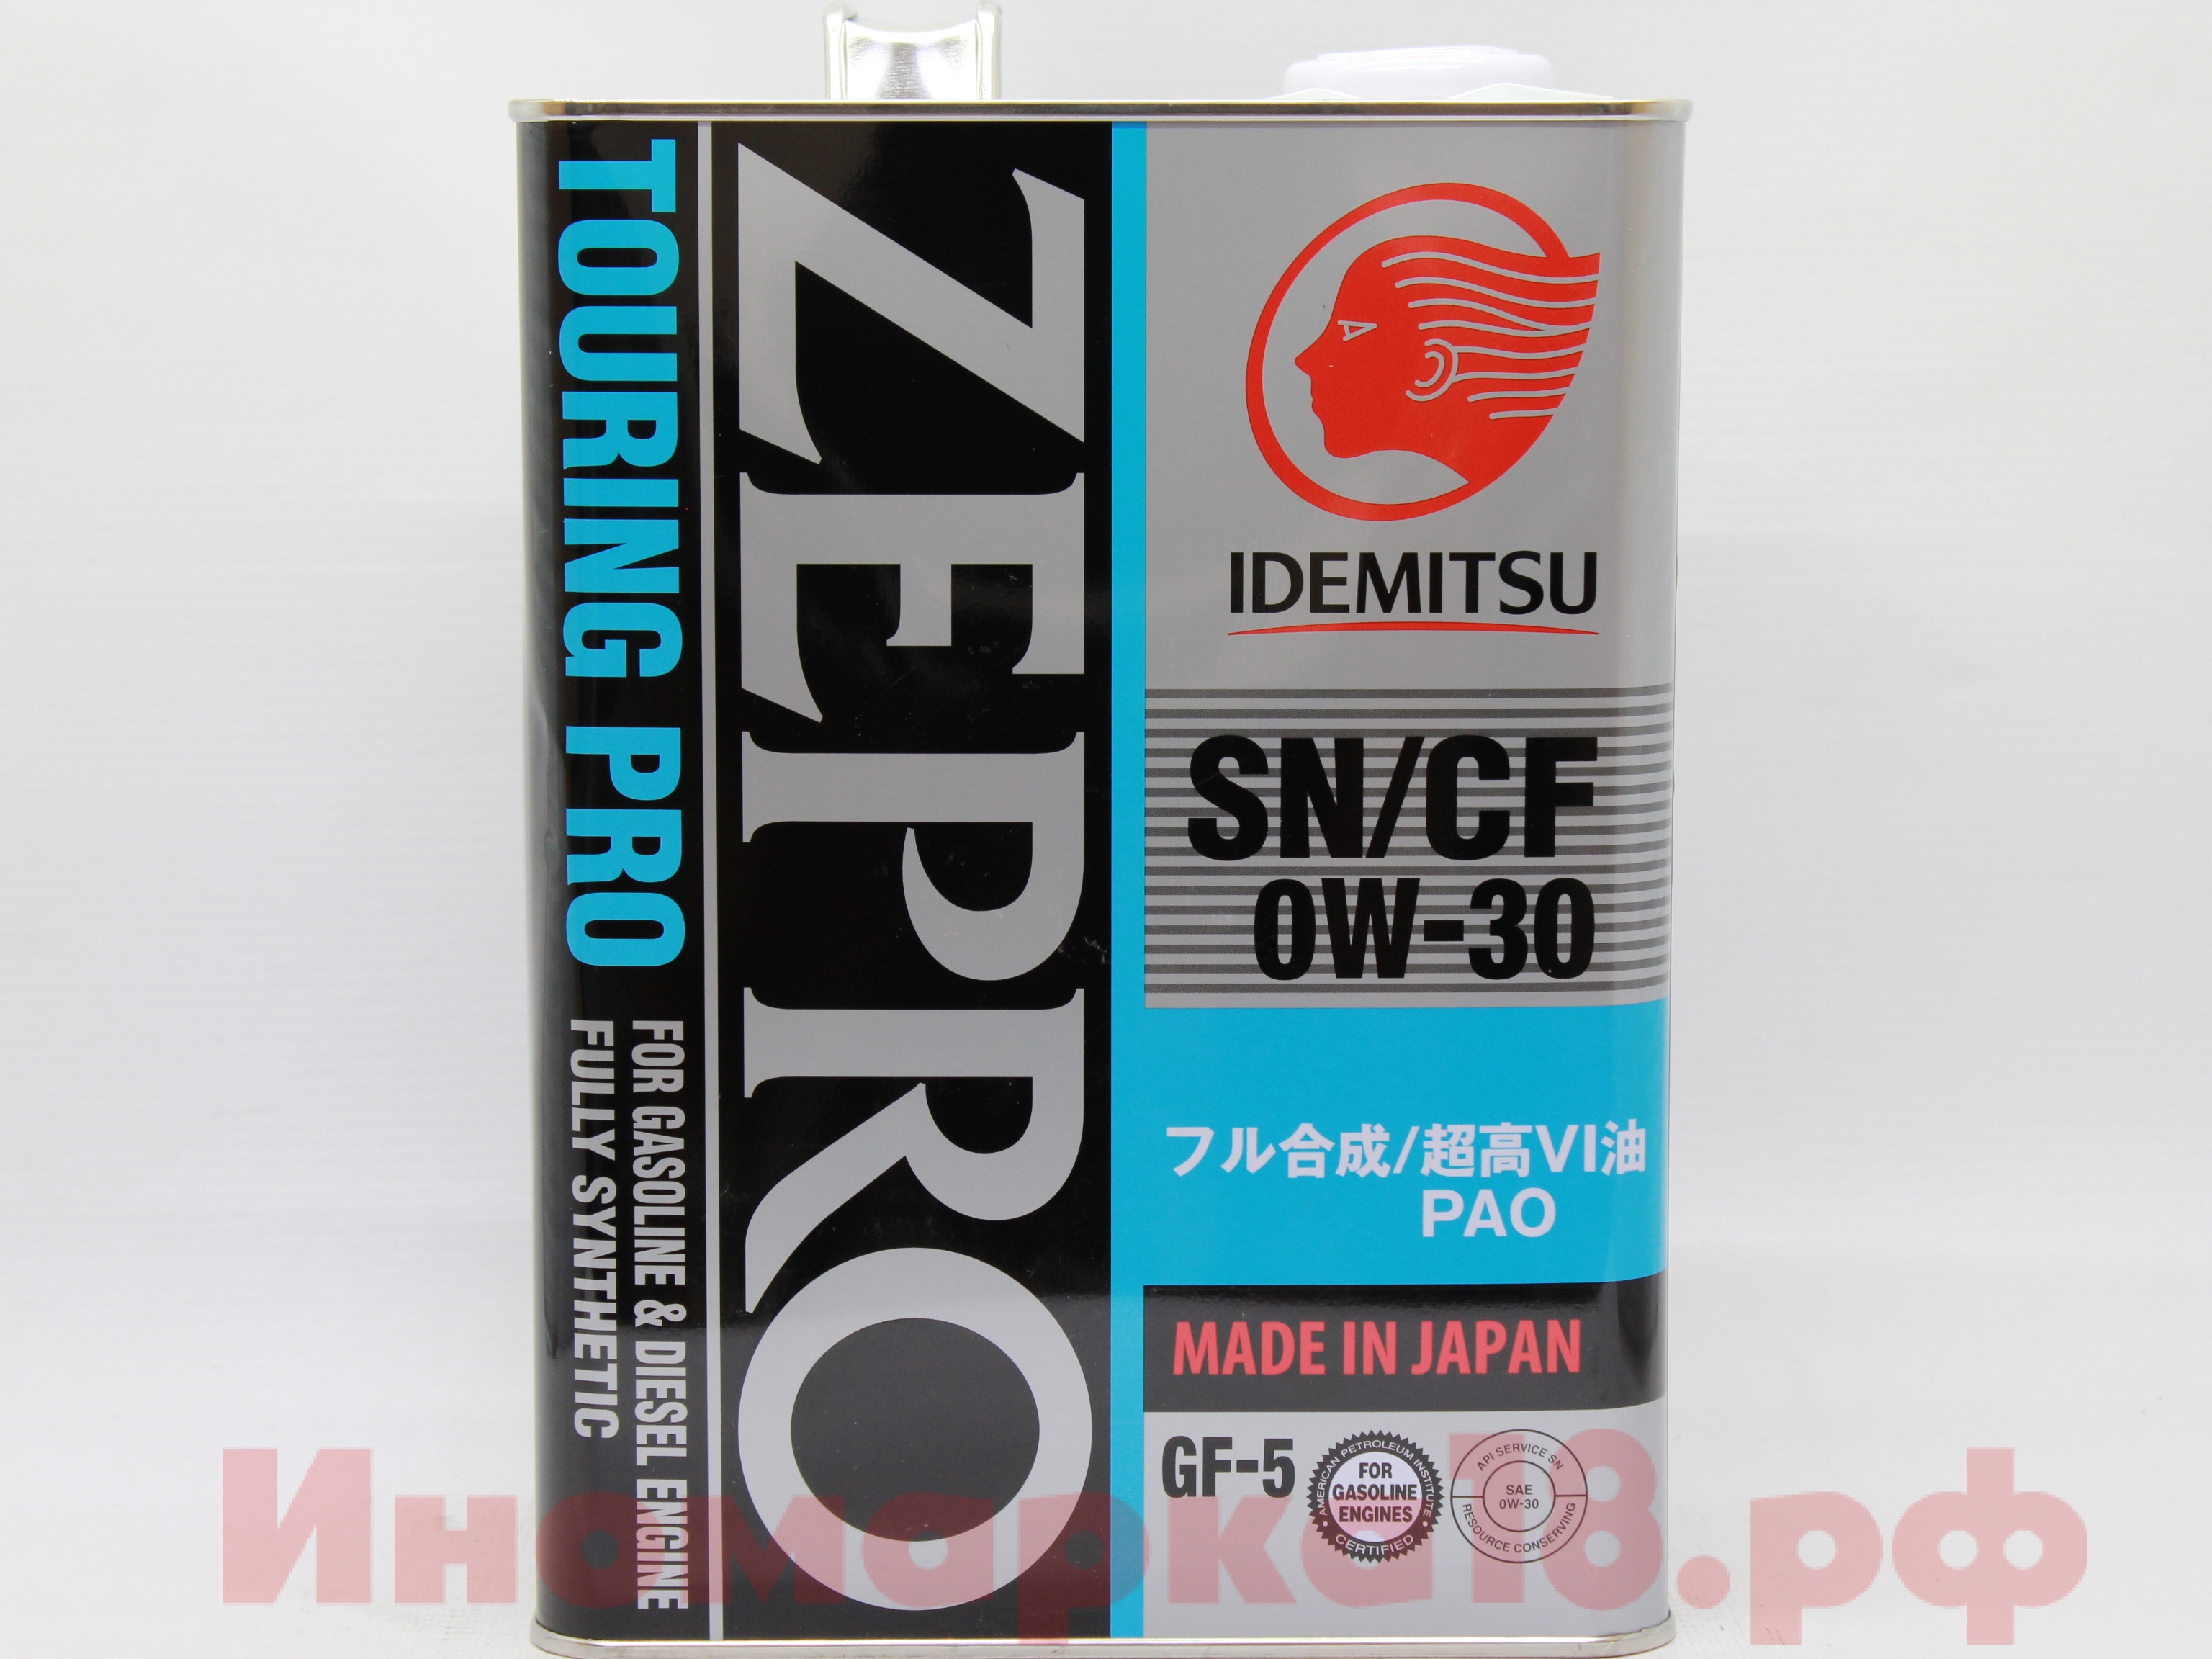 TOURING PRO
FOR GASOLINE & DIESEL ENGINE
FULLY SYNTHETIC
ZEPRO
IDEMITSU
SN/CF
0W-30
フル合成/超高VI油
PAO
MADE IN JAPAN
GF-5
AMERICAN PETROLEUM INSTITUTE
FOR
GASOLINE
ENGINES
CERTIFIED
API SERVICE SN
SAE
0W-30
RESOURCE CONSERVING
Иномарка18.рф